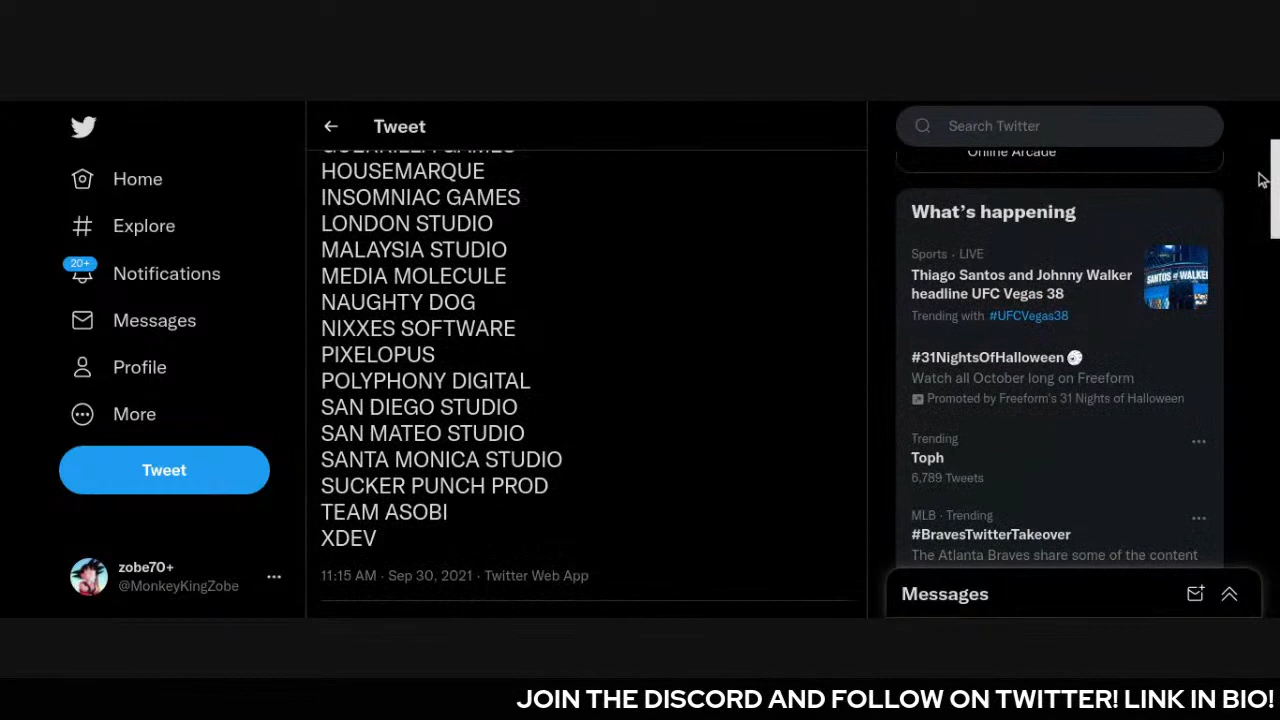 Home
Explore
20+
Notifications
Messages
Profile
More
Tweet
zobe70+
@MonkeyKingZobe
Tweet
GUERRILLA GAMES
HOUSEMARQUE
INSOMNIAC GAMES
LONDON STUDIO
MALAYSIA STUDIO
MEDIA MOLECULE
NAUGHTY DOG
NIXXES SOFTWARE
PIXELOPUS
POLYPHONY DIGITAL
SAN DIEGO STUDIO
SAN MATEO STUDIO
SANTA MONICA STUDIO
SUCKER PUNCH PROD
TEAM ASOBI
XDEV
11:15 AM · Sep 30, 2021 · Twitter Web App
Search Twitter
Online Arcade
What's happening
Sports · LIVE
Thiago Santos and Johnny Walker
headline UFC Vegas 38
Trending with #UFCVegas38
SANTOS WALKER
#31NightsOfHalloween
Watch all October long on Freeform
Promoted by Freeform's 31 Nights of Halloween
Trending
Toph
6,789 Tweets
MLB · Trending
#BravesTwitterTakeover
The Atlanta Braves share some of the content
Messages
JOIN THE DISCORD AND FOLLOW ON TWITTER! LINK IN BIO!